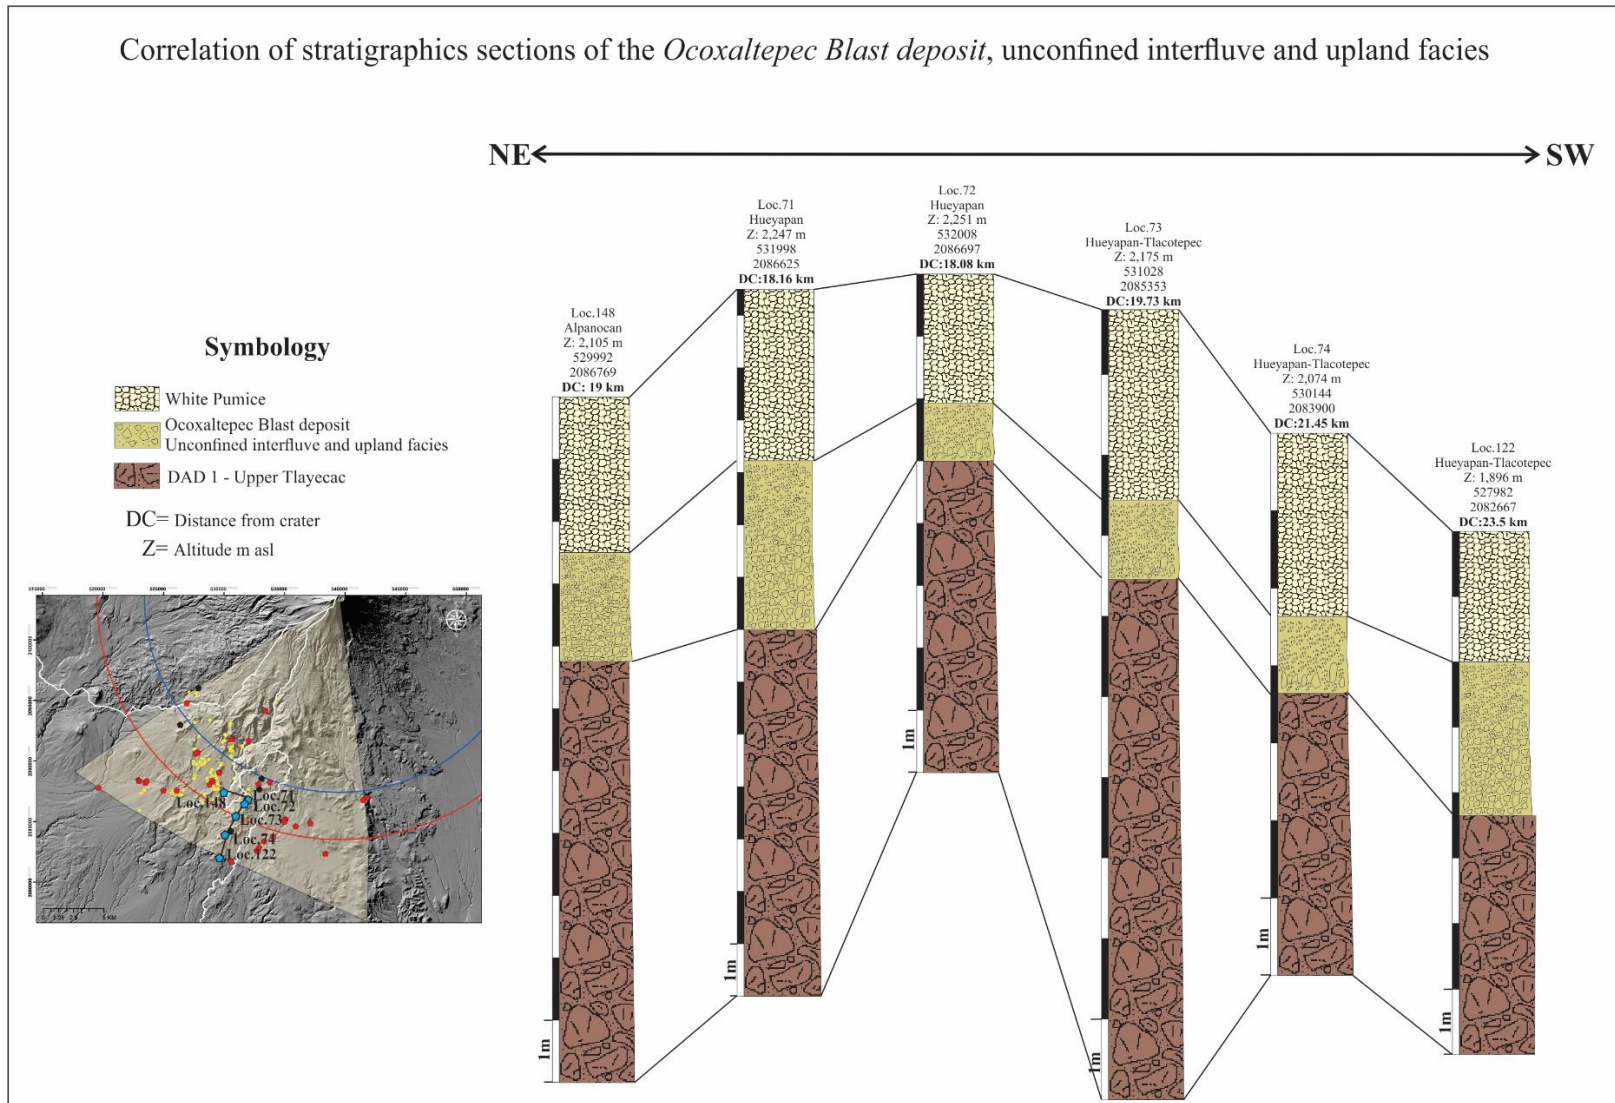 Correlation of stratigraphics sections of the Ocoxaltepec Blast deposit, unconfined interfluve and upland facies
NE
SW
Loc.148
Alpanocan
Z: 2,105 m
529992
2086769
DC: 19 km
Loc.71
Hueyapan
Z: 2,247 m
531998
2086625
DC:18.16 km
Loc.72
Hueyapan
Z: 2,251 m
532008
2086697
DC:18.08 km
Loc.73
Hueyapan-Tlacotepec
Z: 2,175 m
531028
2085353
DC:19.73 km
Loc.74
Hueyapan-Tlacotepec
Z: 2,074 m
530144
2083900
DC:21.45 km
Loc.122
Hueyapan-Tlacotepec
Z: 1,896 m
527982
2082667
DC:23.5 km
Symbology
White Pumice
Ocoxaltepec Blast deposit
Unconfined interfluve and upland facies
DAD 1 - Upper Tlayecac
DC= Distance from crater
Z= Altitude m asl
Loc.148
Loc.71
Loc.72
Loc.73
Loc.74
Loc.122
1m
1m
1m
1m
1m
1m